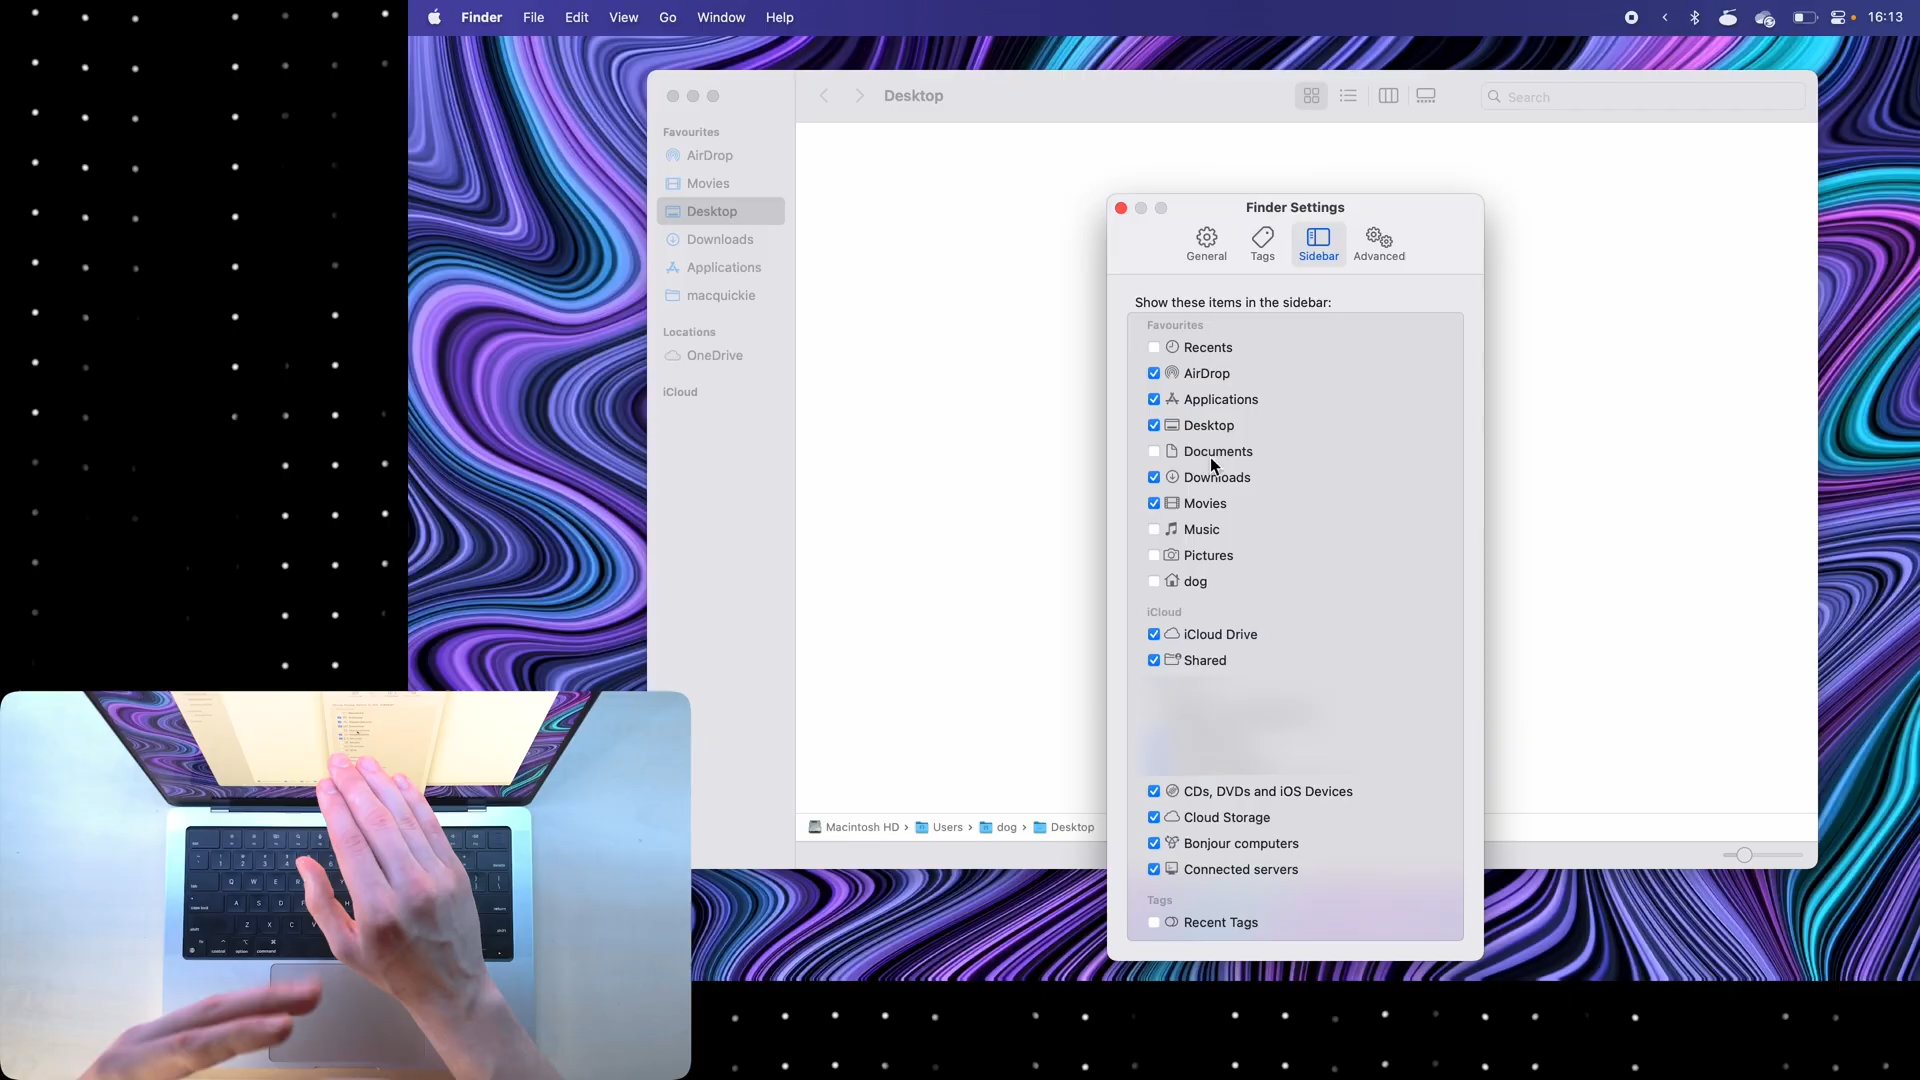 Finder File Edit View Go Window Help 16:13
Desktop
Search
Favourites
AirDrop
Movies
Desktop
Downloads
Applications
macquickie
Locations
OneDrive
iCloud
Finder Settings
General Tags Sidebar Advanced
Show these items in the sidebar:
Favourites
Recents
AirDrop
Applications
Desktop
Documents
Downloads
Movies
Music
Pictures
dog
iCloud
iCloud Drive
Shared
CDs, DVDs and iOS Devices
Cloud Storage
Bonjour computers
Connected servers
Tags
Recent Tags
Macintosh HD › Users › dog › Desktop
Q W E R
A S D F
Z X C V
control option command